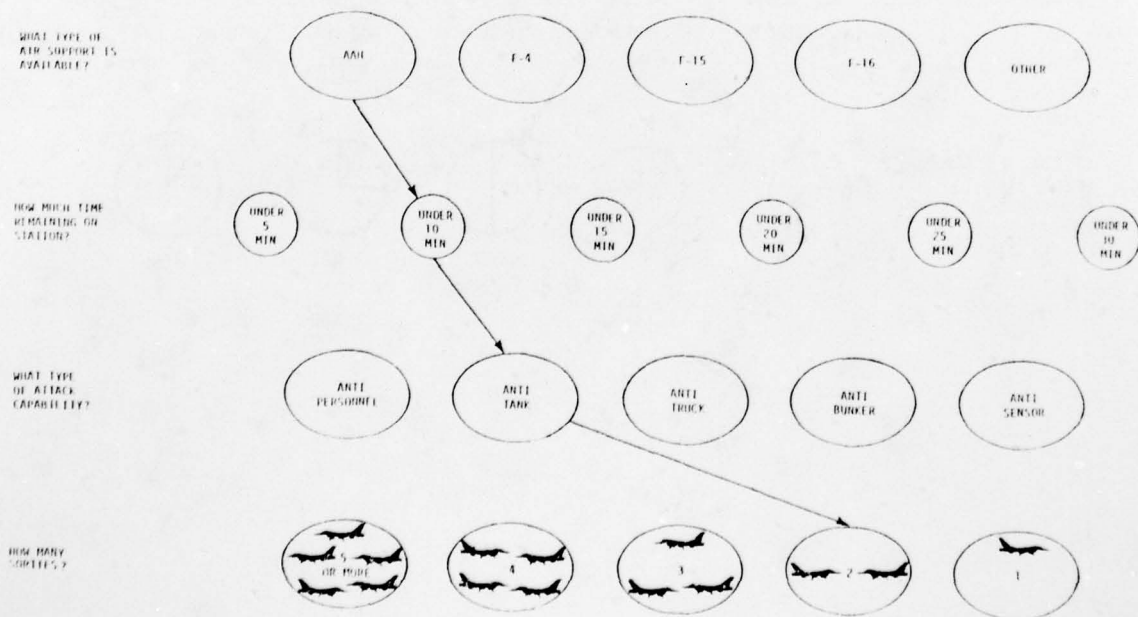 WHAT TYPE OF
AIR SUPPORT IS
AVAILABLE?
AAH
F-4
F-15
F-16
OTHER
HOW MUCH TIME
REMAINING ON
STATION?
UNDER
5
MIN
UNDER
10
MIN
UNDER
15
MIN
UNDER
20
MIN
UNDER
25
MIN
UNDER
30
MIN
WHAT TYPE
OF ATTACK
CAPABILITY?
ANTI
PERSONNEL
ANTI
TANK
ANTI
TRUCK
ANTI
BUNKER
ANTI
SENSOR
HOW MANY
SORTIES?
5
OR MORE
4
3
2
1